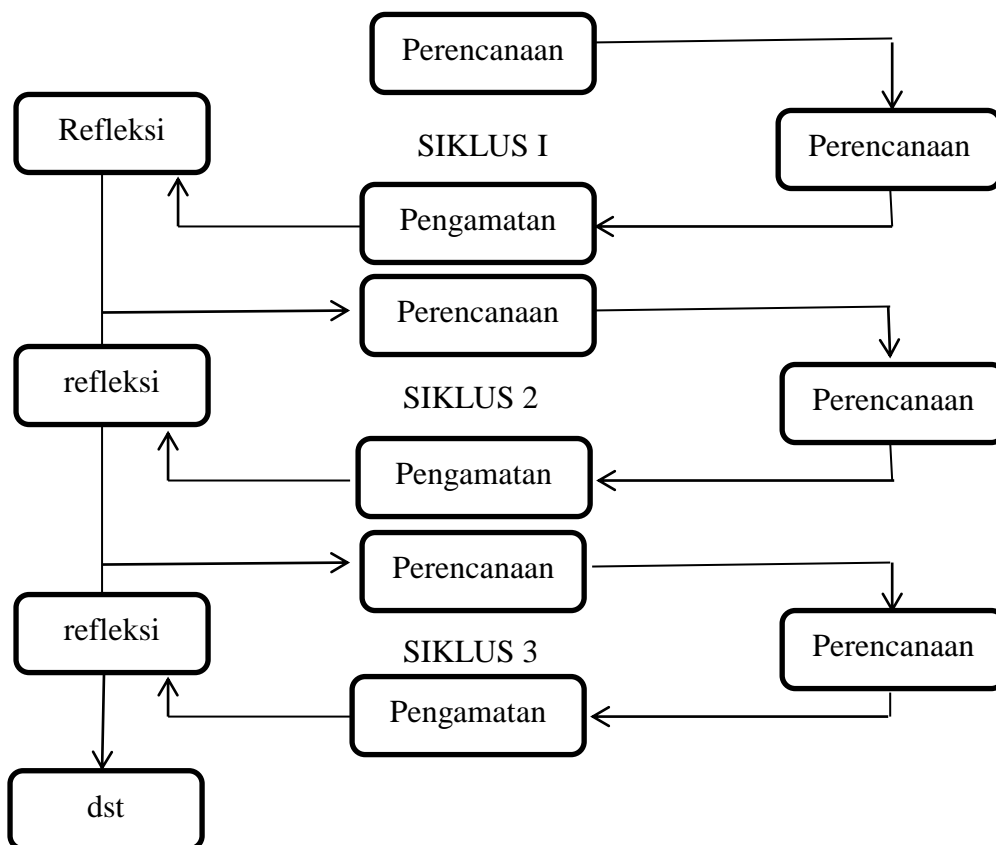 Perencanaan
Refleksi
SIKLUS I
Perencanaan
Pengamatan
Perencanaan
refleksi
SIKLUS 2
Perencanaan
Pengamatan
Perencanaan
refleksi
SIKLUS 3
Perencanaan
Pengamatan
dst